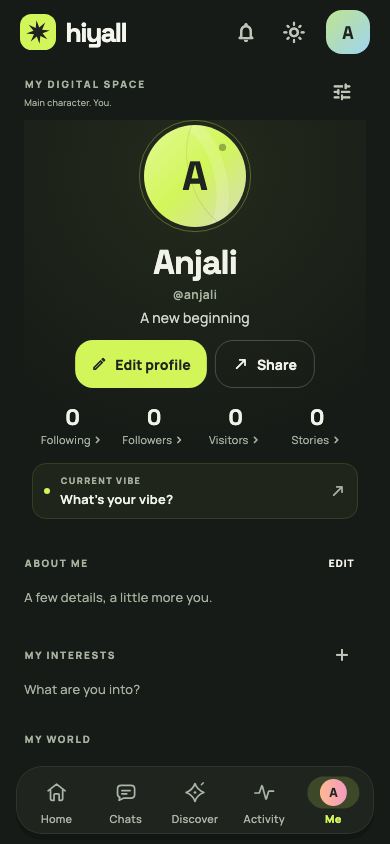 hiyall
A
MY DIGITAL SPACE
Main character. You.
A
Anjali
@anjali
A new beginning
Edit profile
Share
0 0 0 0
Following Followers Visitors Stories
CURRENT VIBE
What's your vibe?
ABOUT ME EDIT
A few details, a little more you.
MY INTERESTS +
What are you into?
MY WORLD
A
Home Chats Discover Activity Me